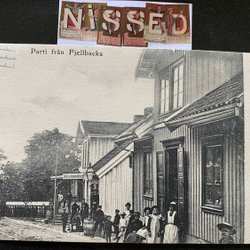 NiSSED
Parti från Fjellbacka.